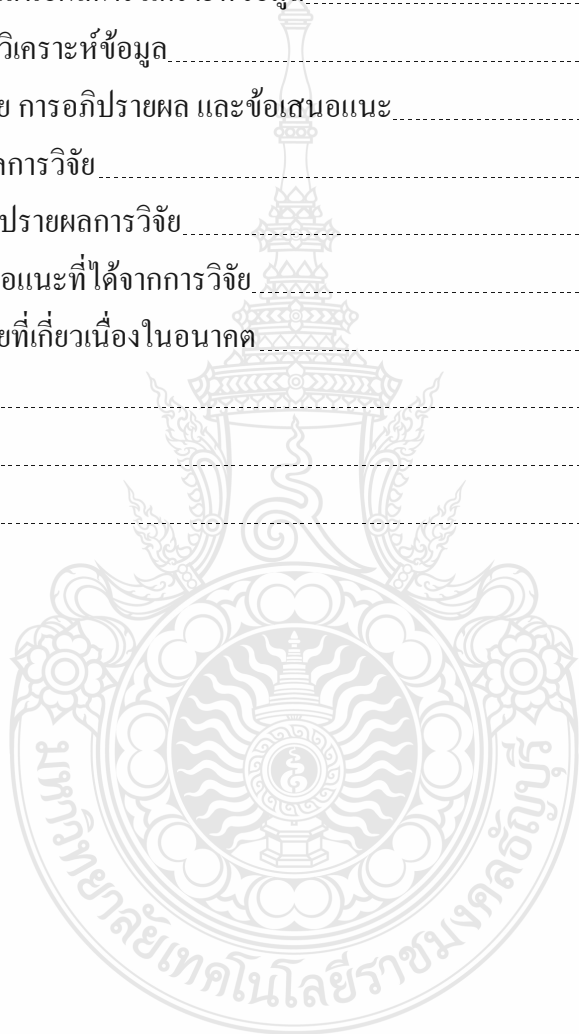 วิเคราะห์ข้อมูล
ย การอภิปรายผล และข้อเสนอแนะ
ลการวิจัย
ปรายผลการวิจัย
อแนะที่ได้จากการวิจัย
ยที่เกี่ยวเนื่องในอนาคต
มหาวิทยาลัยเทคโนโลยีราชมงคลธัญบุรี